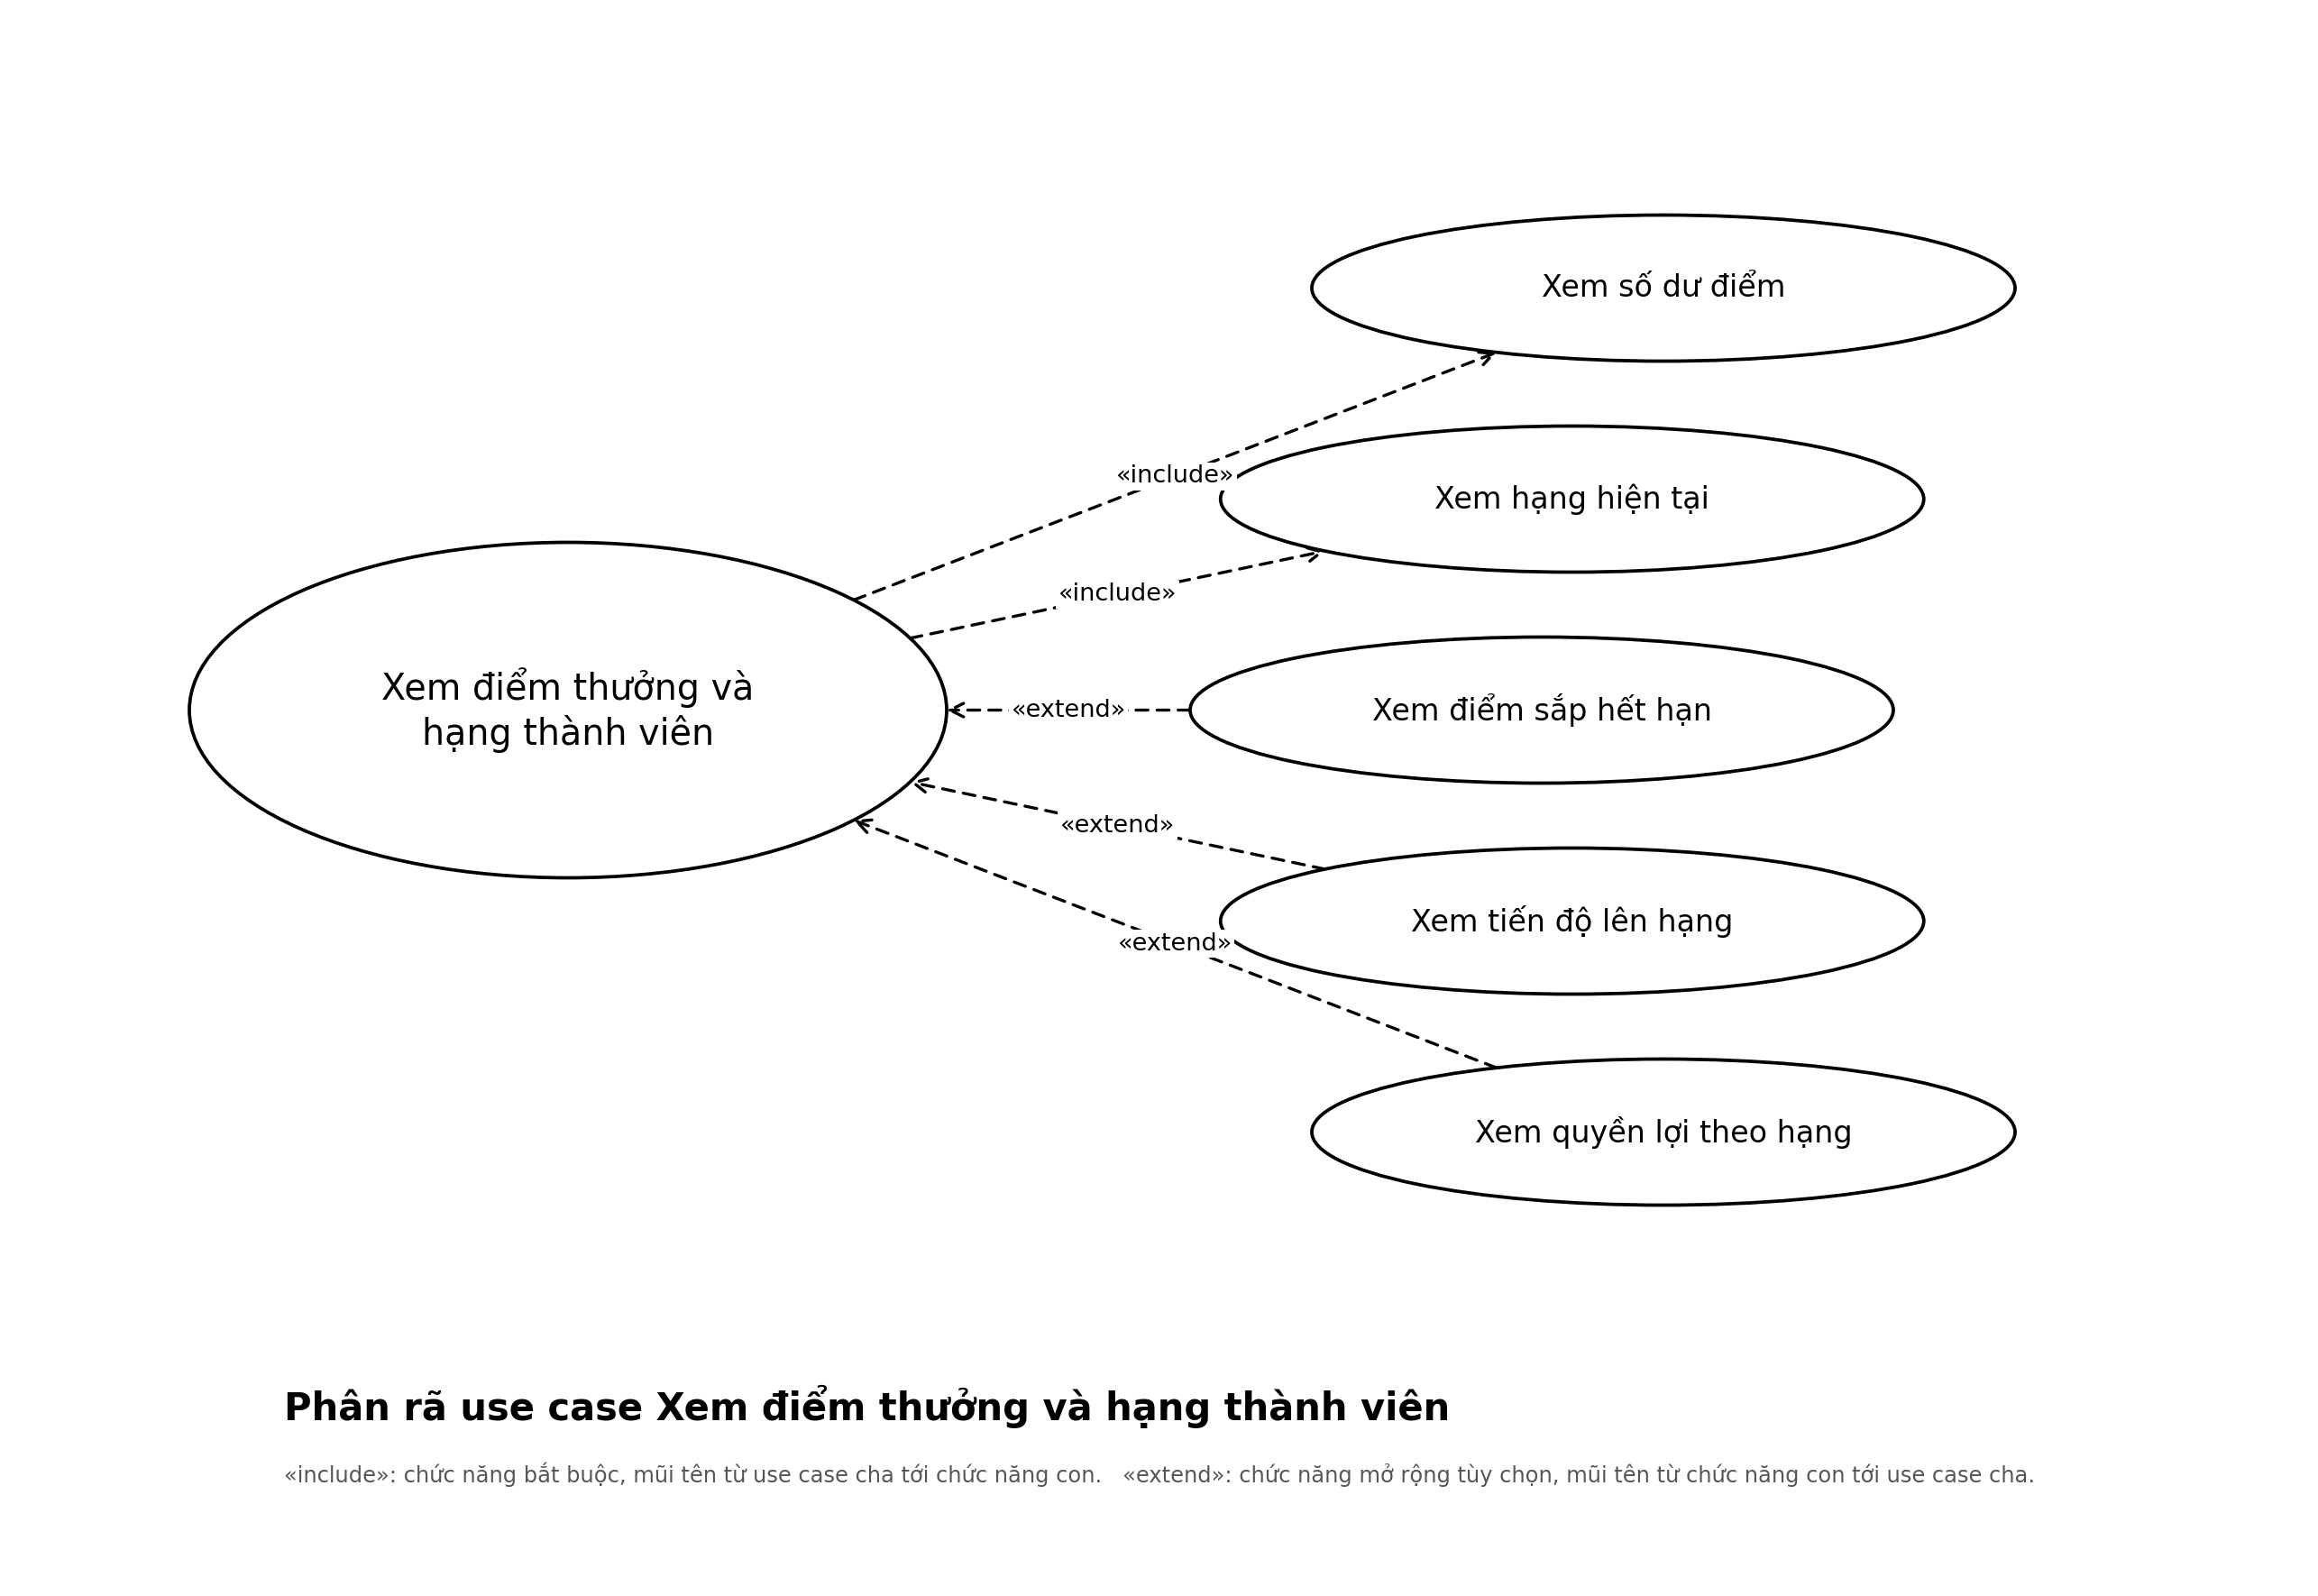 Xem số dư điểm
«include»
Xem hạng hiện tại
«include»
Xem điểm thưởng và
hạng thành viên
«extend»
Xem điểm sắp hết hạn
«extend»
Xem tiến độ lên hạng
«extend»
Xem quyền lợi theo hạng
Phân rã use case Xem điểm thưởng và hạng thành viên
«include»: chức năng bắt buộc, mũi tên từ use case cha tới chức năng con. «extend»: chức năng mở rộng tùy chọn, mũi tên từ chức năng con tới use case cha.